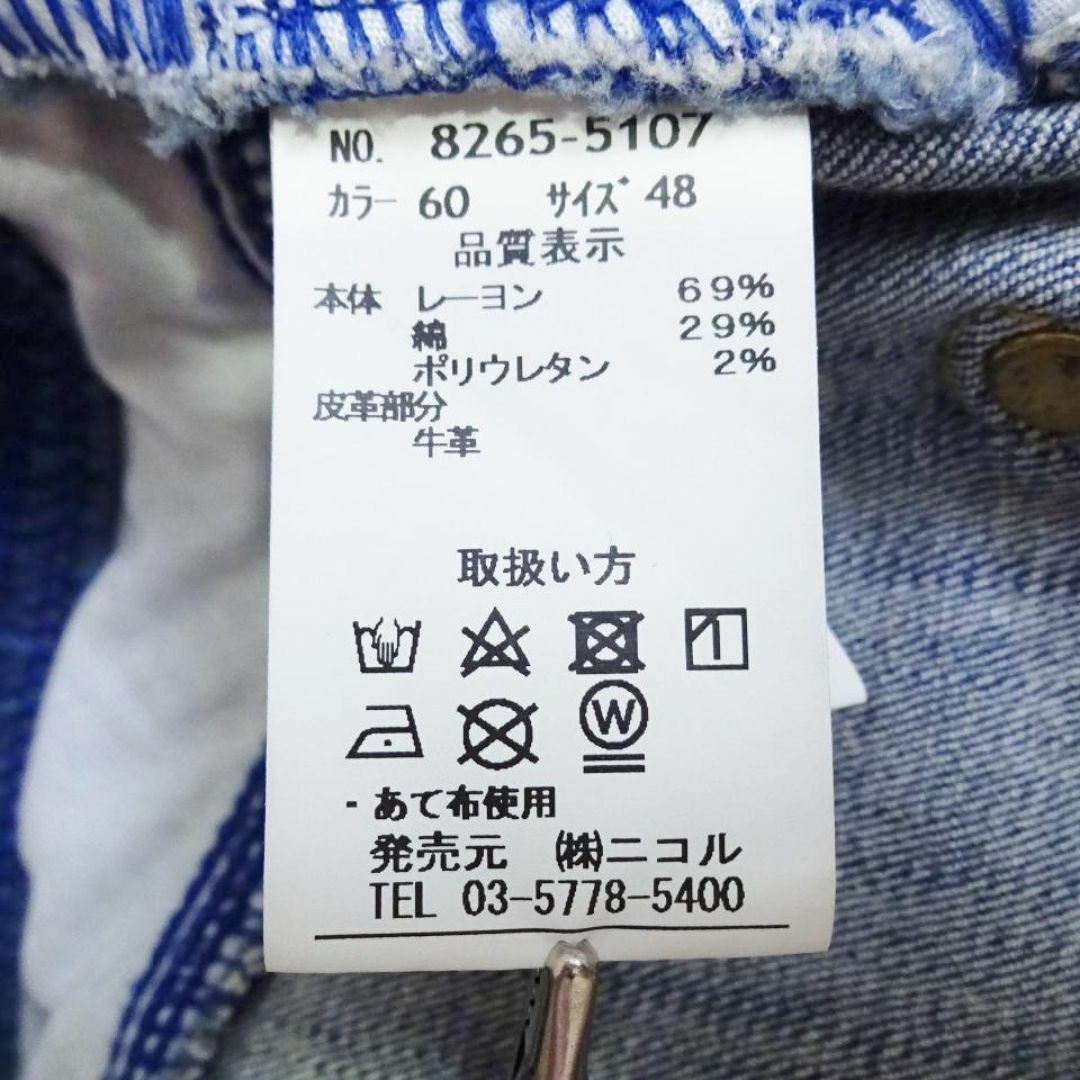 NO. 8265-5107
カラー 60 サイズ 48
品質表示
本体 レーヨン 69%
綿 29%
ポリウレタン 2%
皮革部分
牛革
取扱い方
W
- あて布使用
発売元 ㈱ニコル
TEL 03-5778-5400